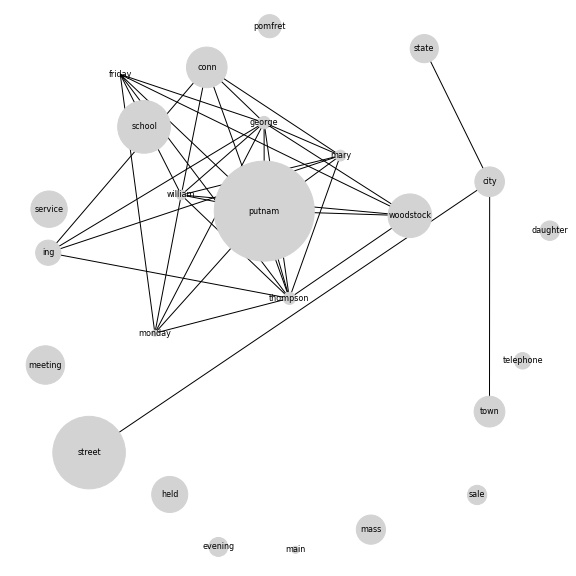 pomfret
state
conn
friday
george
school
mary
city
william
service
putnam
woodstock
daughter
ing
thompson
monday
telephone
meeting
town
street
held
sale
mass
evening
main